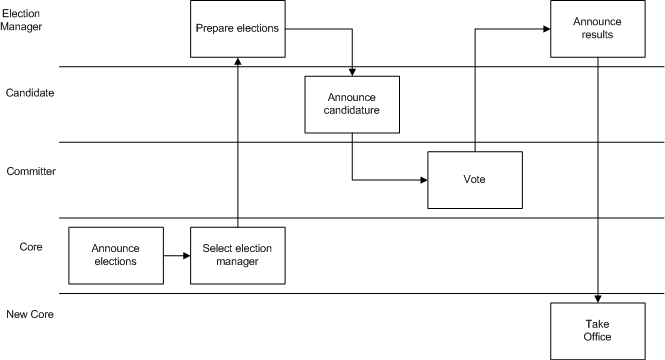 Election
Manager
Prepare elections
Announce
results
Candidate
Announce
candidature
Committer
Vote
Core
Announce
elections
Select election
manager
New Core
Take
Office